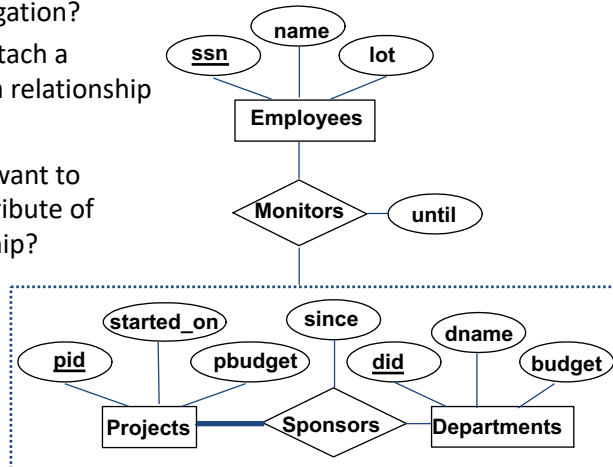 gation?
tach a
n relationship
want to
ribute of
hip?
name
ssn
lot
Employees
Monitors
until
since
started_on
dname
pid
pbudget
did
budget
Projects
Sponsors
Departments